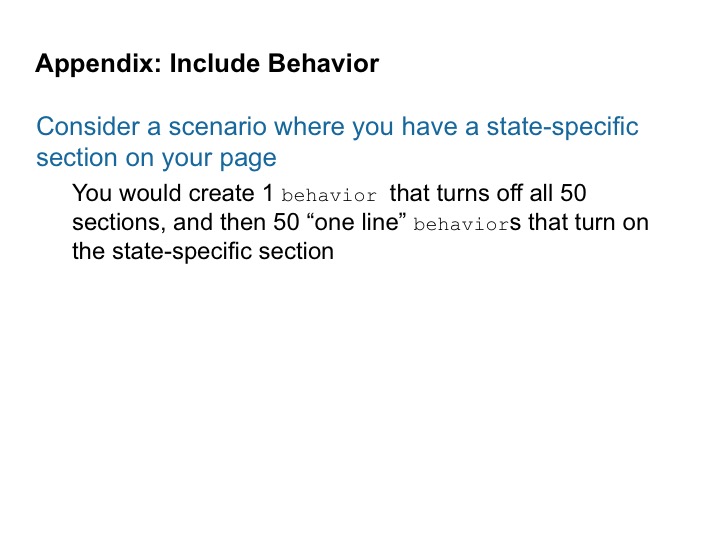 Appendix: Include Behavior
Consider a scenario where you have a state-specific
section on your page
You would create 1 behavior that turns off all 50
sections, and then 50 “one line” behaviors that turn on
the state-specific section